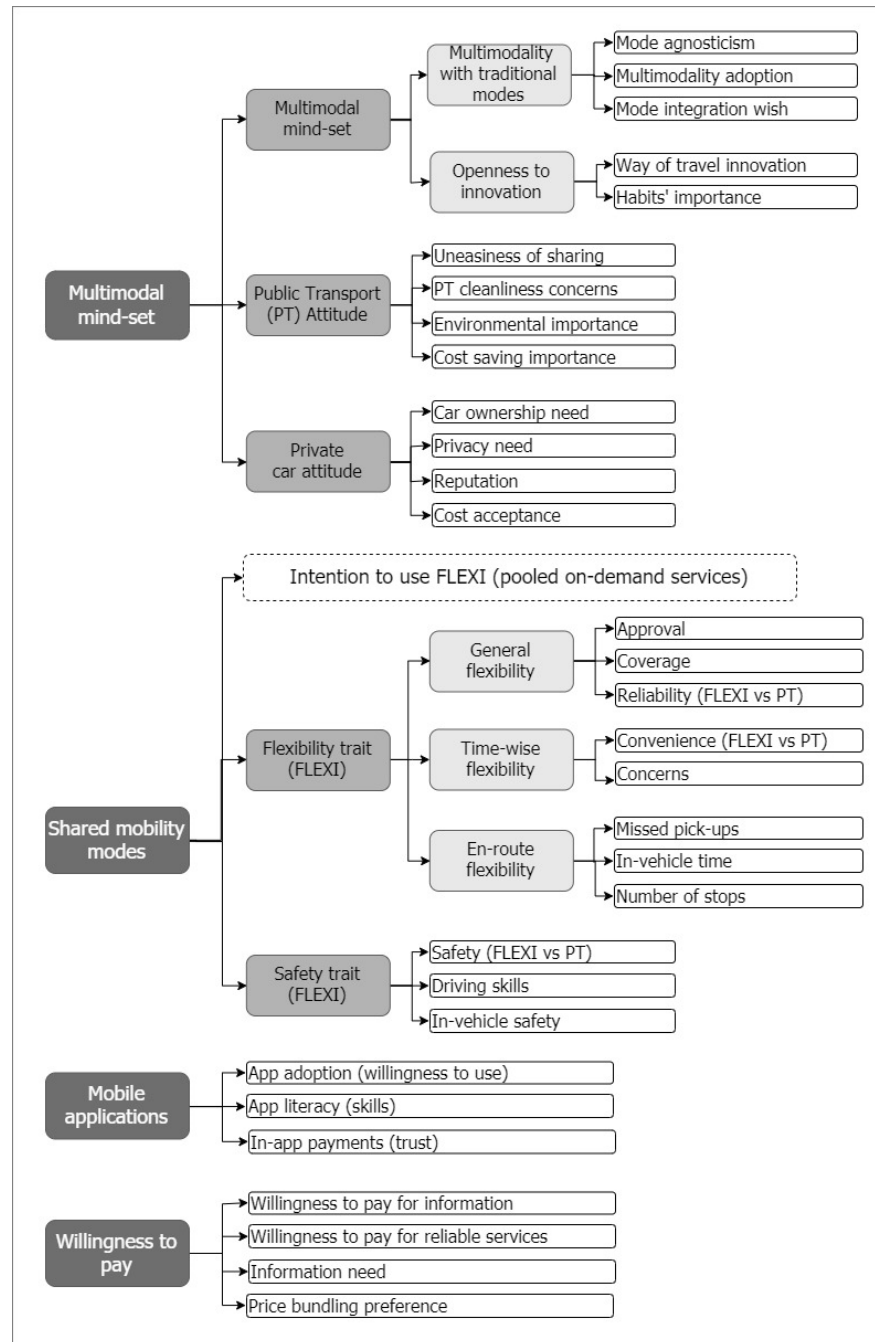 Multimodal
mind-set
Multimodal
mind-set
Multimodality
with traditional
modes
Mode agnosticism
Multimodality adoption
Mode integration wish
Openness to
innovation
Way of travel innovation
Habits' importance
Public Transport
(PT) Attitude
Uneasiness of sharing
PT cleanliness concerns
Environmental importance
Cost saving importance
Private
car attitude
Car ownership need
Privacy need
Reputation
Cost acceptance
Shared mobility
modes
Intention to use FLEXI (pooled on-demand services)
Flexibility trait
(FLEXI)
General
flexibility
Approval
Coverage
Reliability (FLEXI vs PT)
Time-wise
flexibility
Convenience (FLEXI vs PT)
Concerns
En-route
flexibility
Missed pick-ups
In-vehicle time
Number of stops
Safety trait
(FLEXI)
Safety (FLEXI vs PT)
Driving skills
In-vehicle safety
Mobile
applications
App adoption (willingness to use)
App literacy (skills)
In-app payments (trust)
Willingness to
pay
Willingness to pay for information
Willingness to pay for reliable services
Information need
Price bundling preference